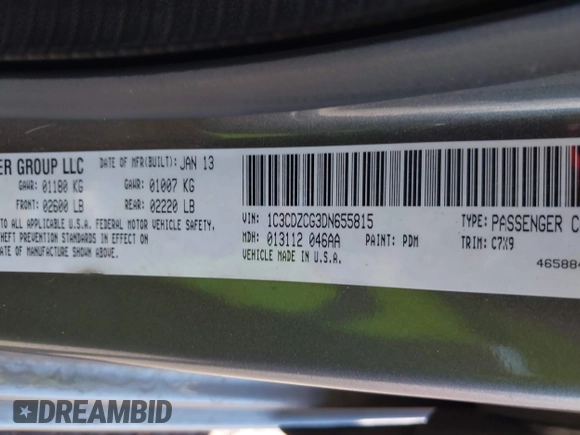 ER GROUP LLC
DATE OF MFR(BUILT): JAN 13
GAWR: 01180 KG
GAWR: 01007 KG
FRONT: 02600 LB
REAR: 02220 LB
TO ALL APPLICABLE U.S.A. FEDERAL MOTOR VEHICLE SAFETY,
THEFT PREVENTION STANDARDS IN EFFECT ON
DATE OF MANUFACTURE SHOWN ABOVE.
VIN: 1C3CDZCG3DN655815
TYPE: PASSENGER C
MDH: 013112 046AA
PAINT: PDM
TRIM: C7X9
VEHICLE MADE IN U.S.A.
46588
DREAMBID